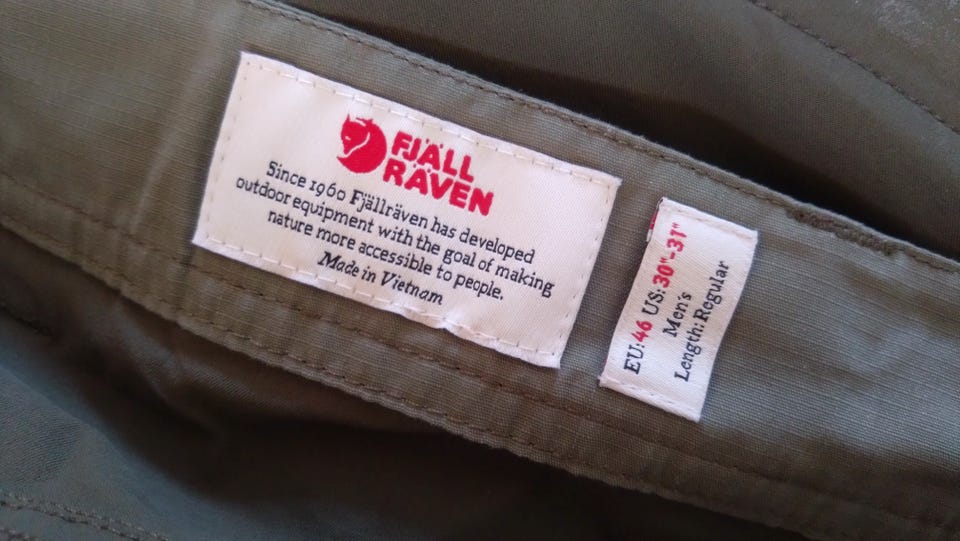 FJÄLL
RÄVEN
Since 1960 Fjällräven has developed
outdoor equipment with the goal of making
nature more accessible to people.
Made in Vietnam
EU:46 US:30"-31"
Men's
Length:Regular